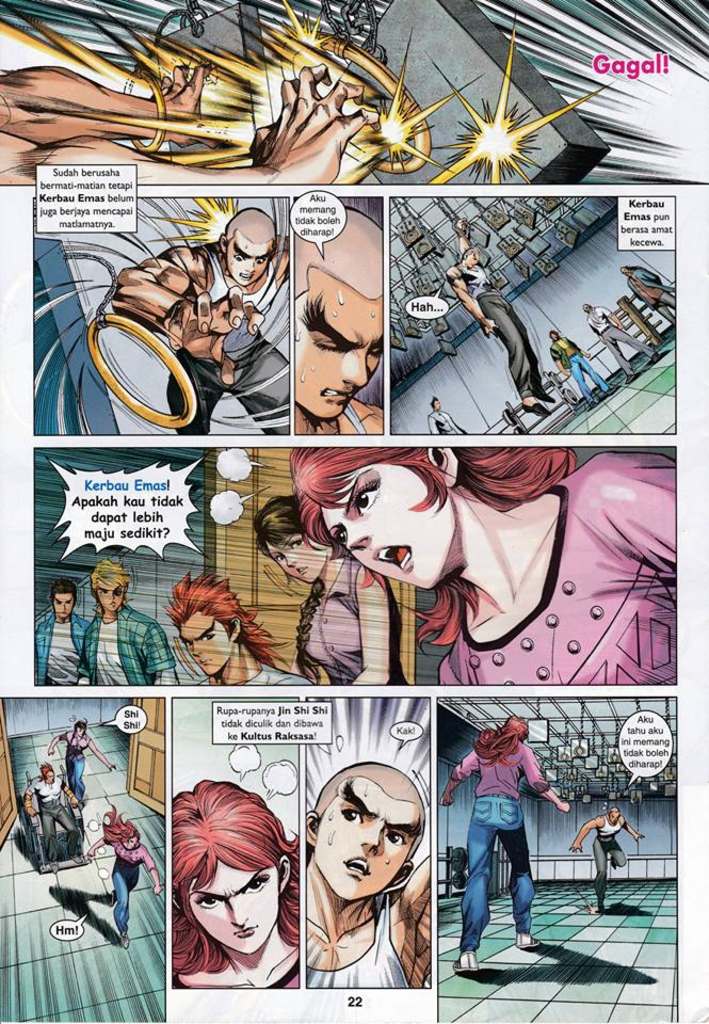 Gagal!
Sudah berusaha
bermati-matian tetapi
Kerbau Emas belum
juga berjaya mencapai
matlamatnya.
Aku
memang
tidak boleh
diharap!
Hah...
Kerbau
Emas pun
berasa amat
kecewa.
Kerbau Emas!
Apakah kau tidak
dapat lebih
maju sedikit?
Shi
Shi!
Hm!
Rupa-rupanya Jin Shi Shi
tidak diculik dan dibawa
ke Kultus Raksasa!
Kak!
Aku
tahu aku
ini memang
tidak boleh
diharap!
22